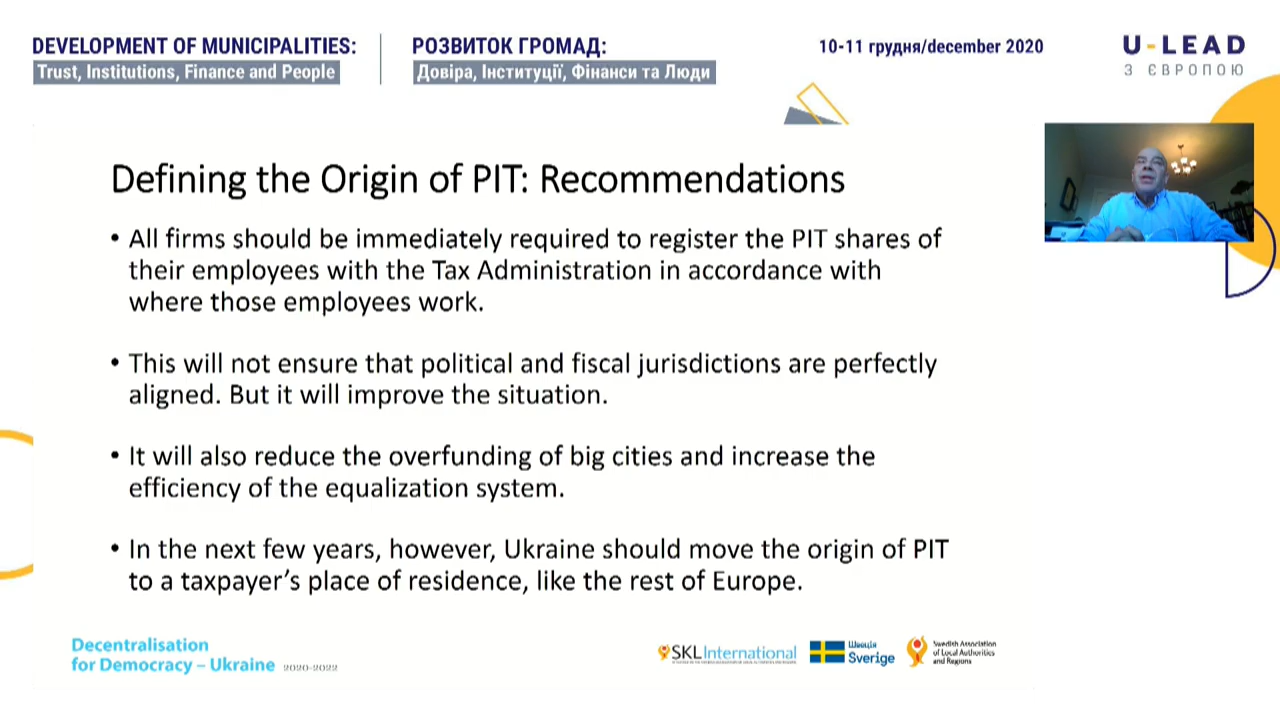 DEVELOPMENT OF MUNICIPALITIES:
Trust, Institutions, Finance and People
РОЗВИТОК ГРОМАД:
Довіра, Інституції, Фінанси та Люди
10-11 грудня/december 2020
U-LEAD
З ЄВРОПОЮ
Defining the Origin of PIT: Recommendations
• All firms should be immediately required to register the PIT shares of
their employees with the Tax Administration in accordance with
where those employees work.
• This will not ensure that political and fiscal jurisdictions are perfectly
aligned. But it will improve the situation.
• It will also reduce the overfunding of big cities and increase the
efficiency of the equalization system.
• In the next few years, however, Ukraine should move the origin of PIT
to a taxpayer’s place of residence, like the rest of Europe.
Decentralisation
for Democracy – Ukraine 2020-2022
SKL International
Швеція
Sverige
Swedish Association
of Local Authorities
and Regions